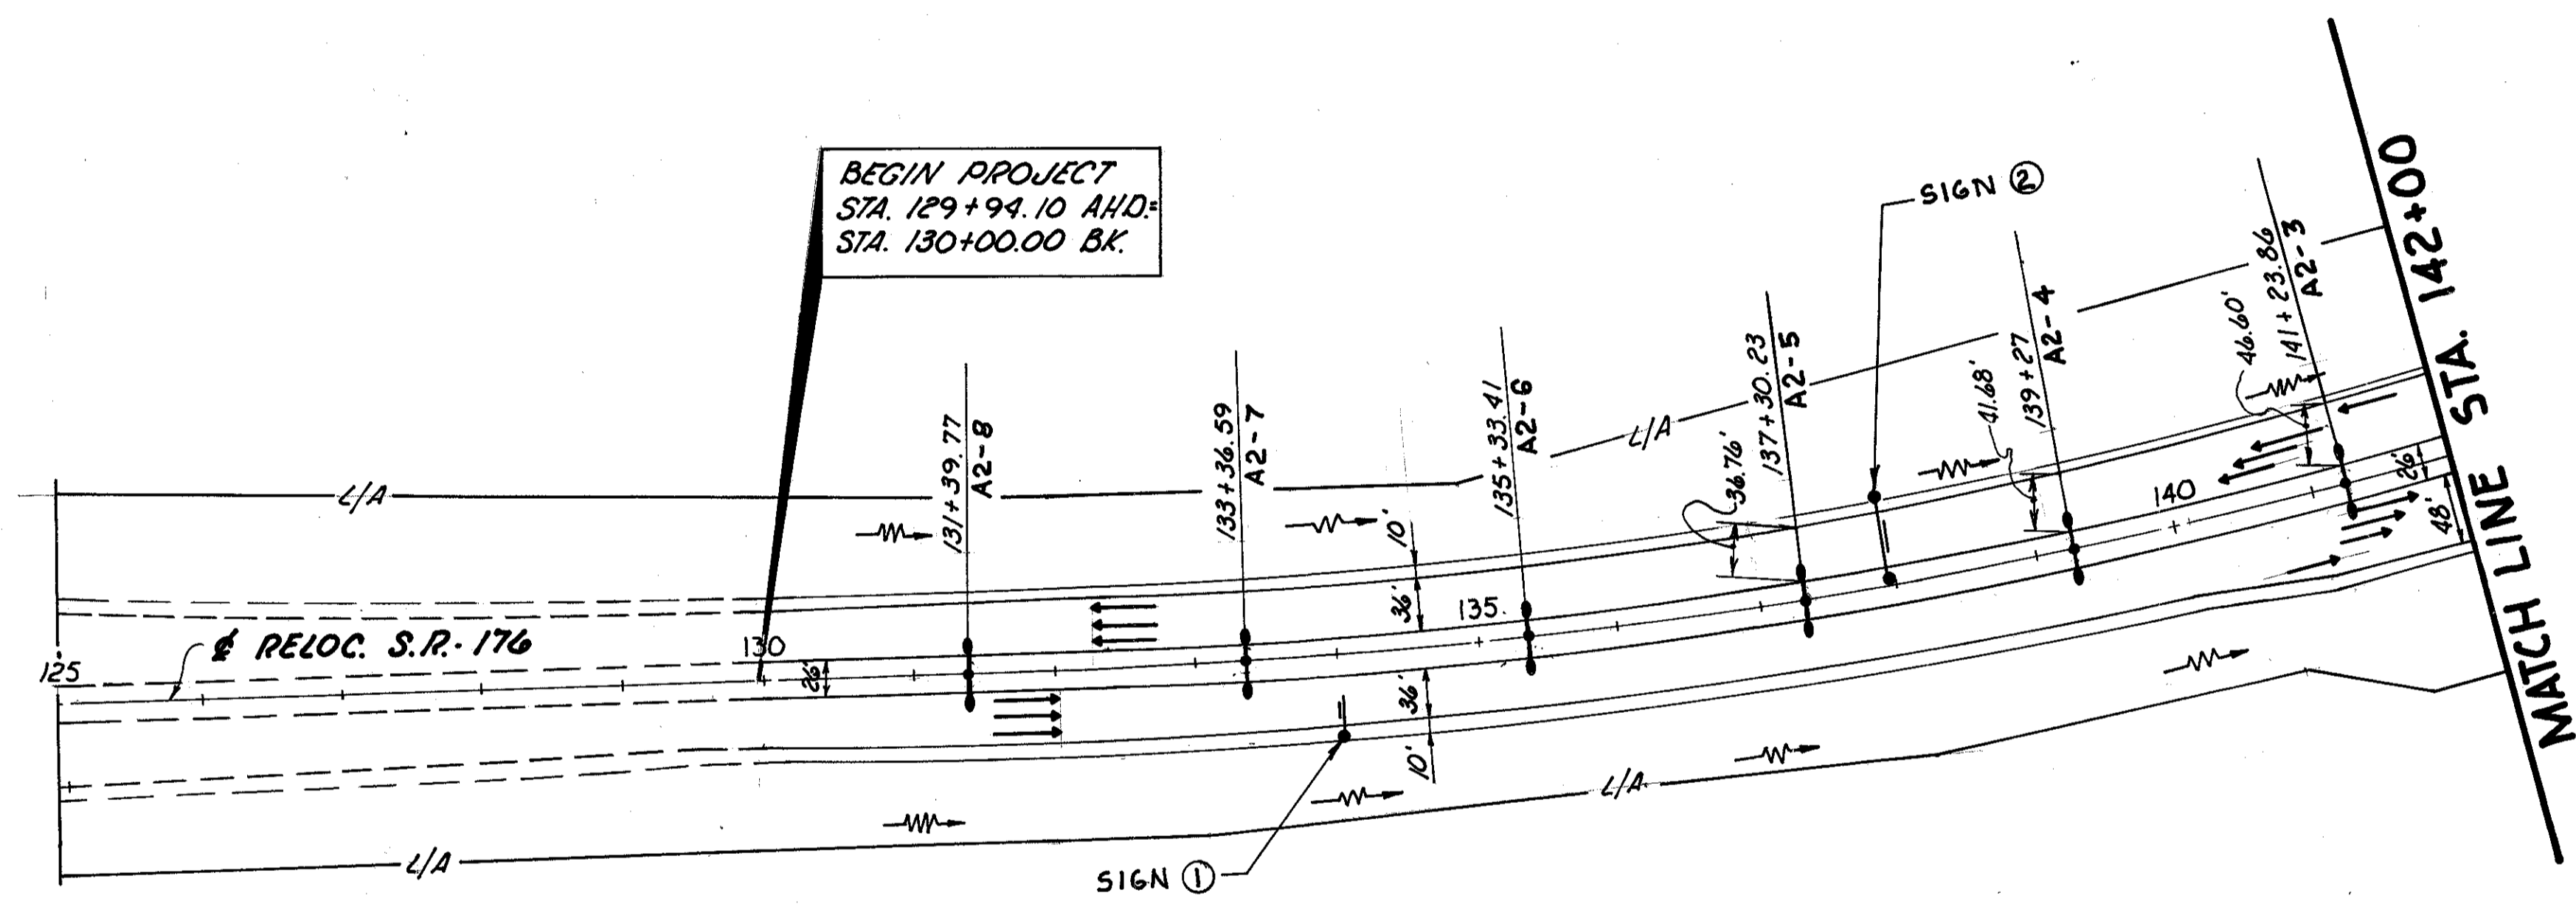 BEGIN PROJECT
STA. 129+94.10 AHD.=
STA. 130+00.00 BK.
SIGN ②
MATCH LINE STA. 142+00
141+23.86
A2-3
46.60'
139+27
A2-4
41.68'
137+30.23
A2-5
36.76'
135+33.41
A2-6
133+36.59
A2-7
131+39.77
A2-8
L/A
L/A
10'
36'
135
140
26'
48'
125
℄ RELOC. S.R. 176
130
26'
36'
10'
L/A
L/A
SIGN ①